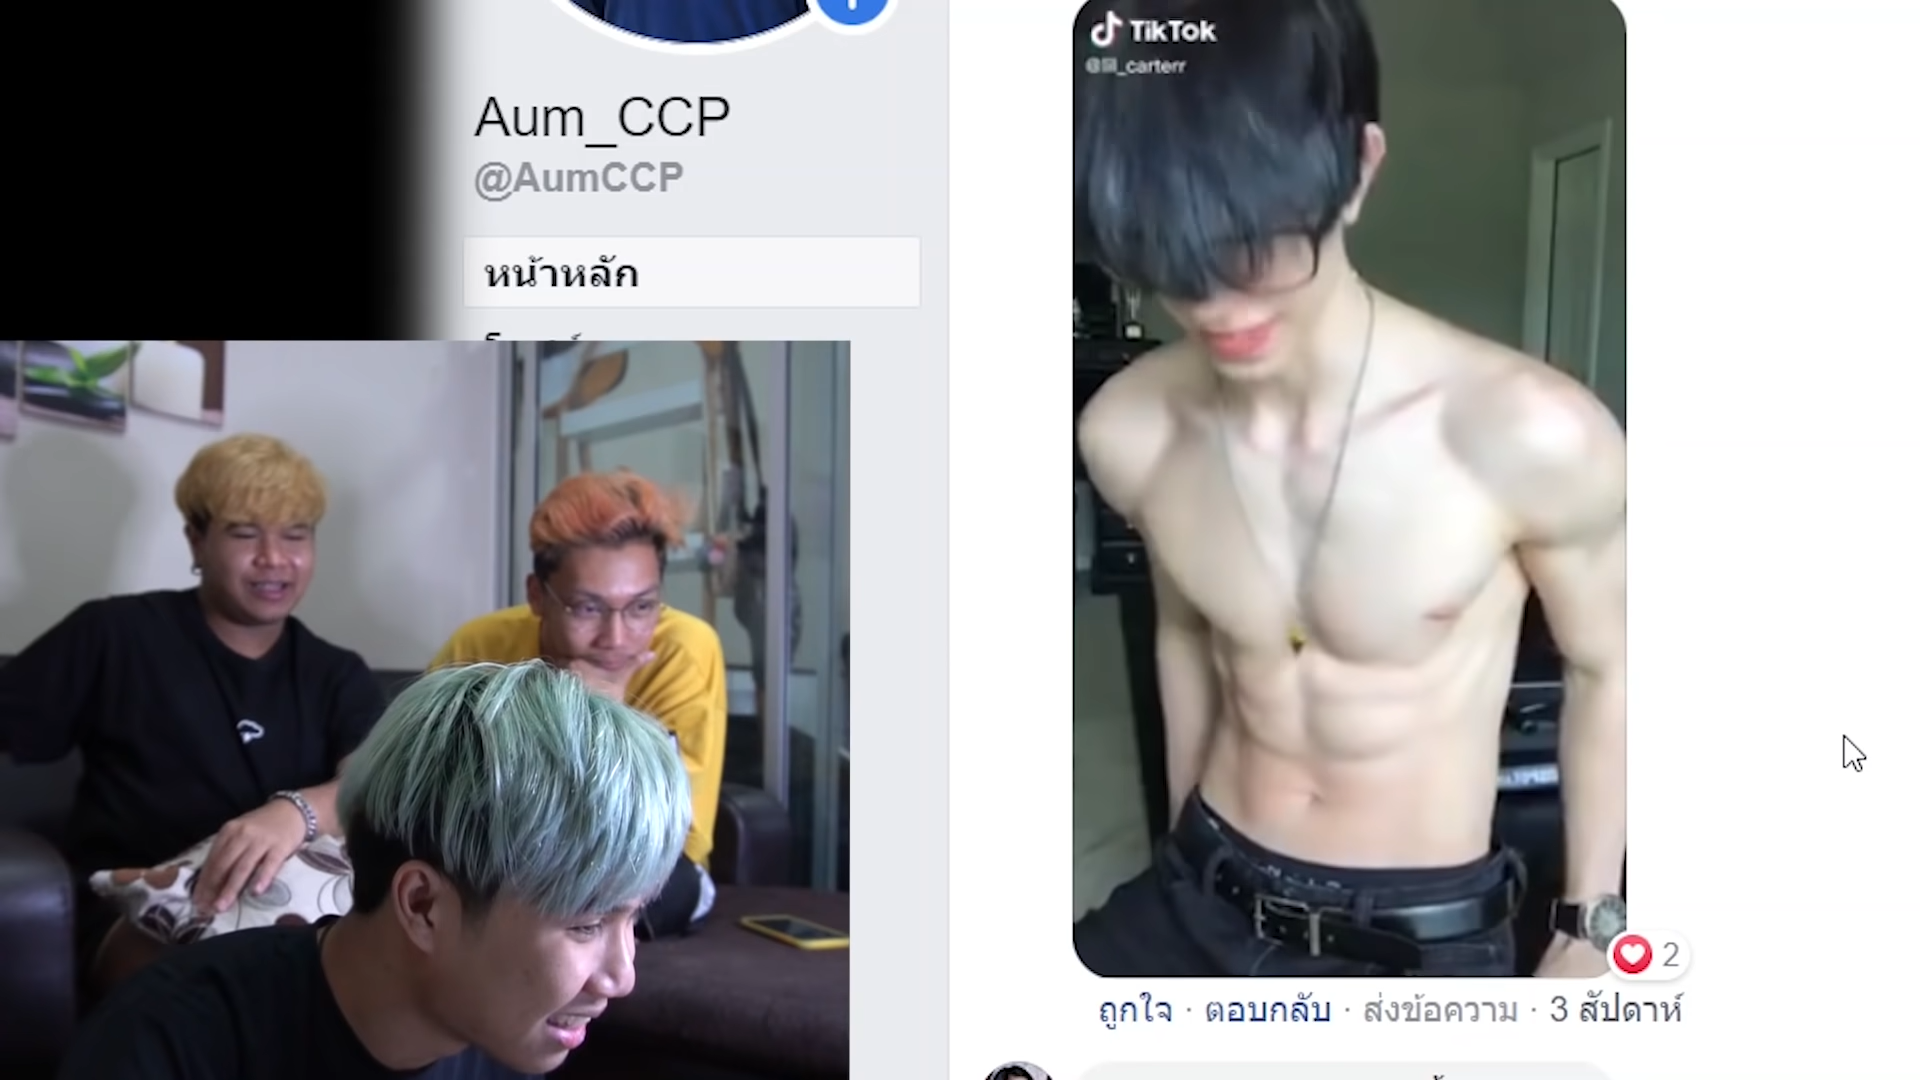 Aum_CCP
@AumCCP
หน้าหลัก
TikTok
2
ถูกใจ · ตอบกลับ · ส่งข้อความ · 3 สัปดาห์